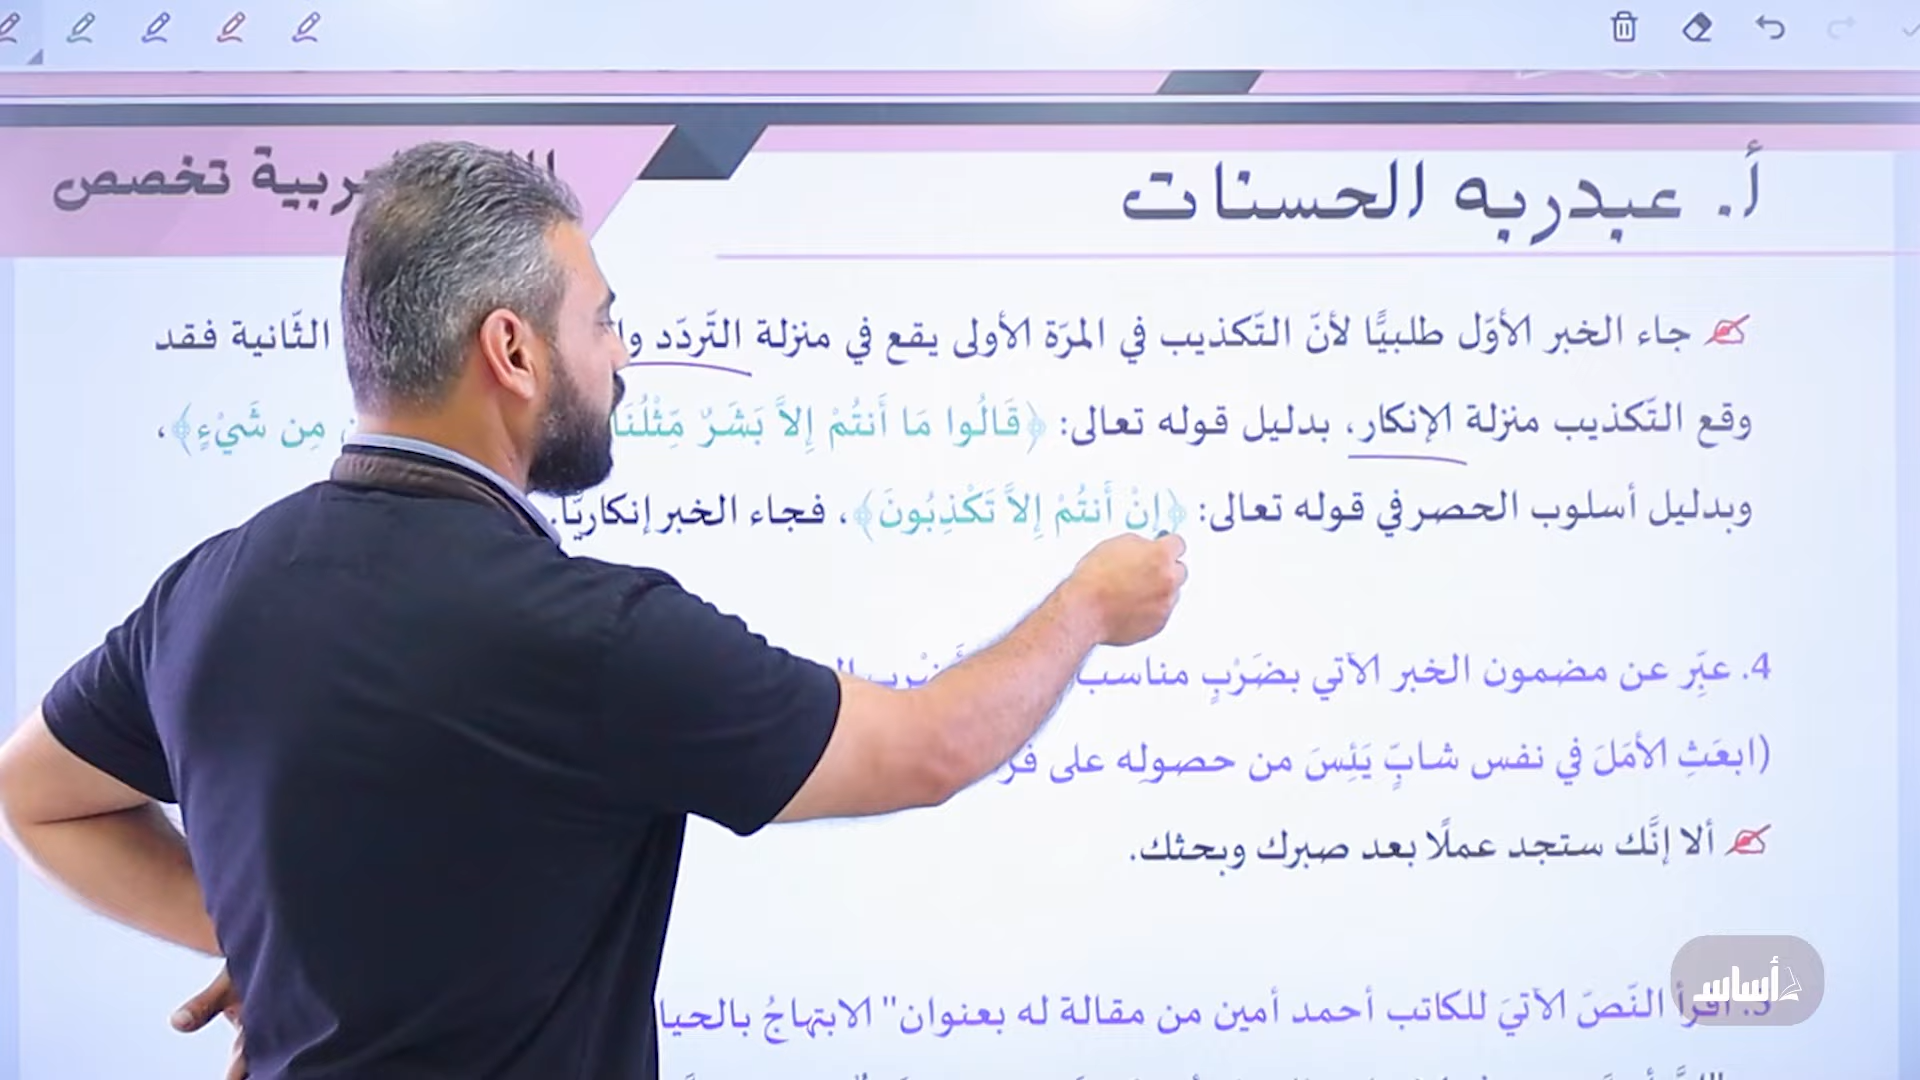 أ. عبدربه الحسنات
تخصص
جاء الخبر الأوّل طلبيًّا لأنّ التّكذيب في المرّة الأولى يقع في منزلة التّردّد الثّانية فقد
وقع التّكذيب منزلة الإنكار، بدليل قوله تعالى: ﴿قَالُوا مَا أَنتُمْ إِلاَّ بَشَرٌ مِّثْلُنَا مِن شَيْءٍ﴾،
وبدليل أسلوب الحصر في قوله تعالى: ﴿إِنْ أَنتُمْ إِلاَّ تَكْذِبُونَ﴾، فجاء الخبر إنكاريًّا.
4. عبِّر عن مضمون الخبر الآتي بضَرْبٍ مناسب
(ابعَثِ الأمَلَ في نفس شابٍّ يَئِسَ من حصولِه على
ألا إنَّك ستجد عملًا بعد صبرك وبحثك.
أساس
5. اقرأ النّصَّ الآتيَ للكاتب أحمد أمين من مقالة له بعنوان" الابتهاجُ